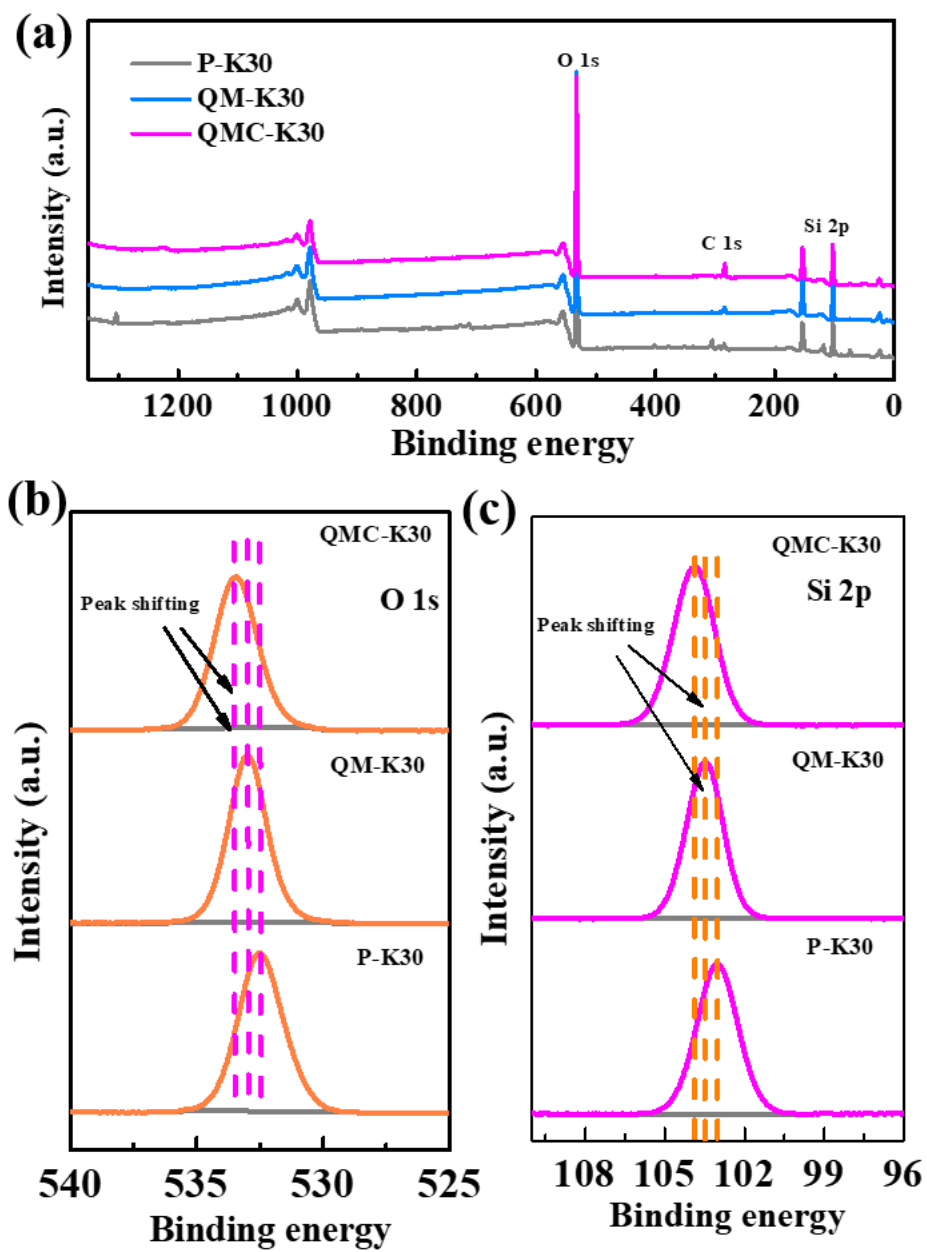 (a)
P-K30
QM-K30
QMC-K30
O 1s
C 1s
Si 2p
Intensity (a.u.)
1200 1000 800 600 400 200 0
Binding energy
(b)
QMC-K30
O 1s
Peak shifting
QM-K30
P-K30
Intensity (a.u.)
540 535 530 525
Binding energy
(c)
QMC-K30
Si 2p
Peak shifting
QM-K30
P-K30
Intensity (a.u.)
108 105 102 99 96
Binding energy